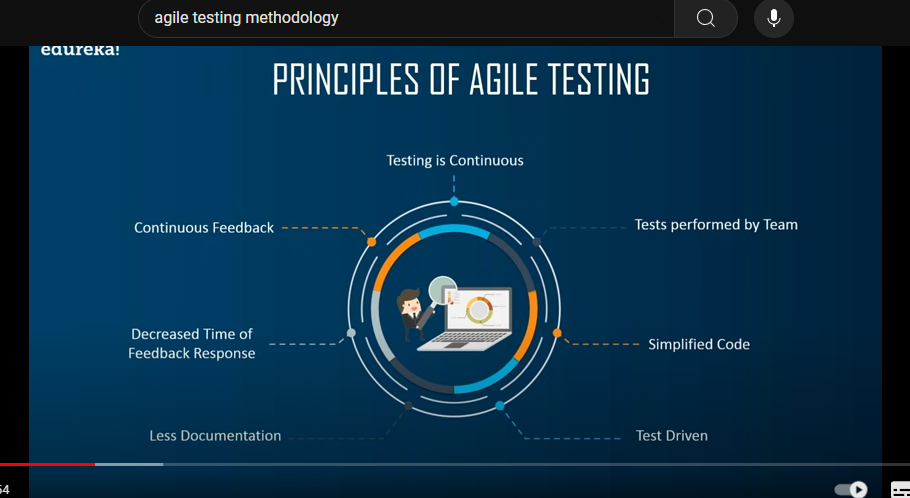 agile testing methodology
edureka!
PRINCIPLES OF AGILE TESTING
Testing is Continuous
Continuous Feedback
Tests performed by Team
Decreased Time of
Feedback Response
Simplified Code
Less Documentation
Test Driven